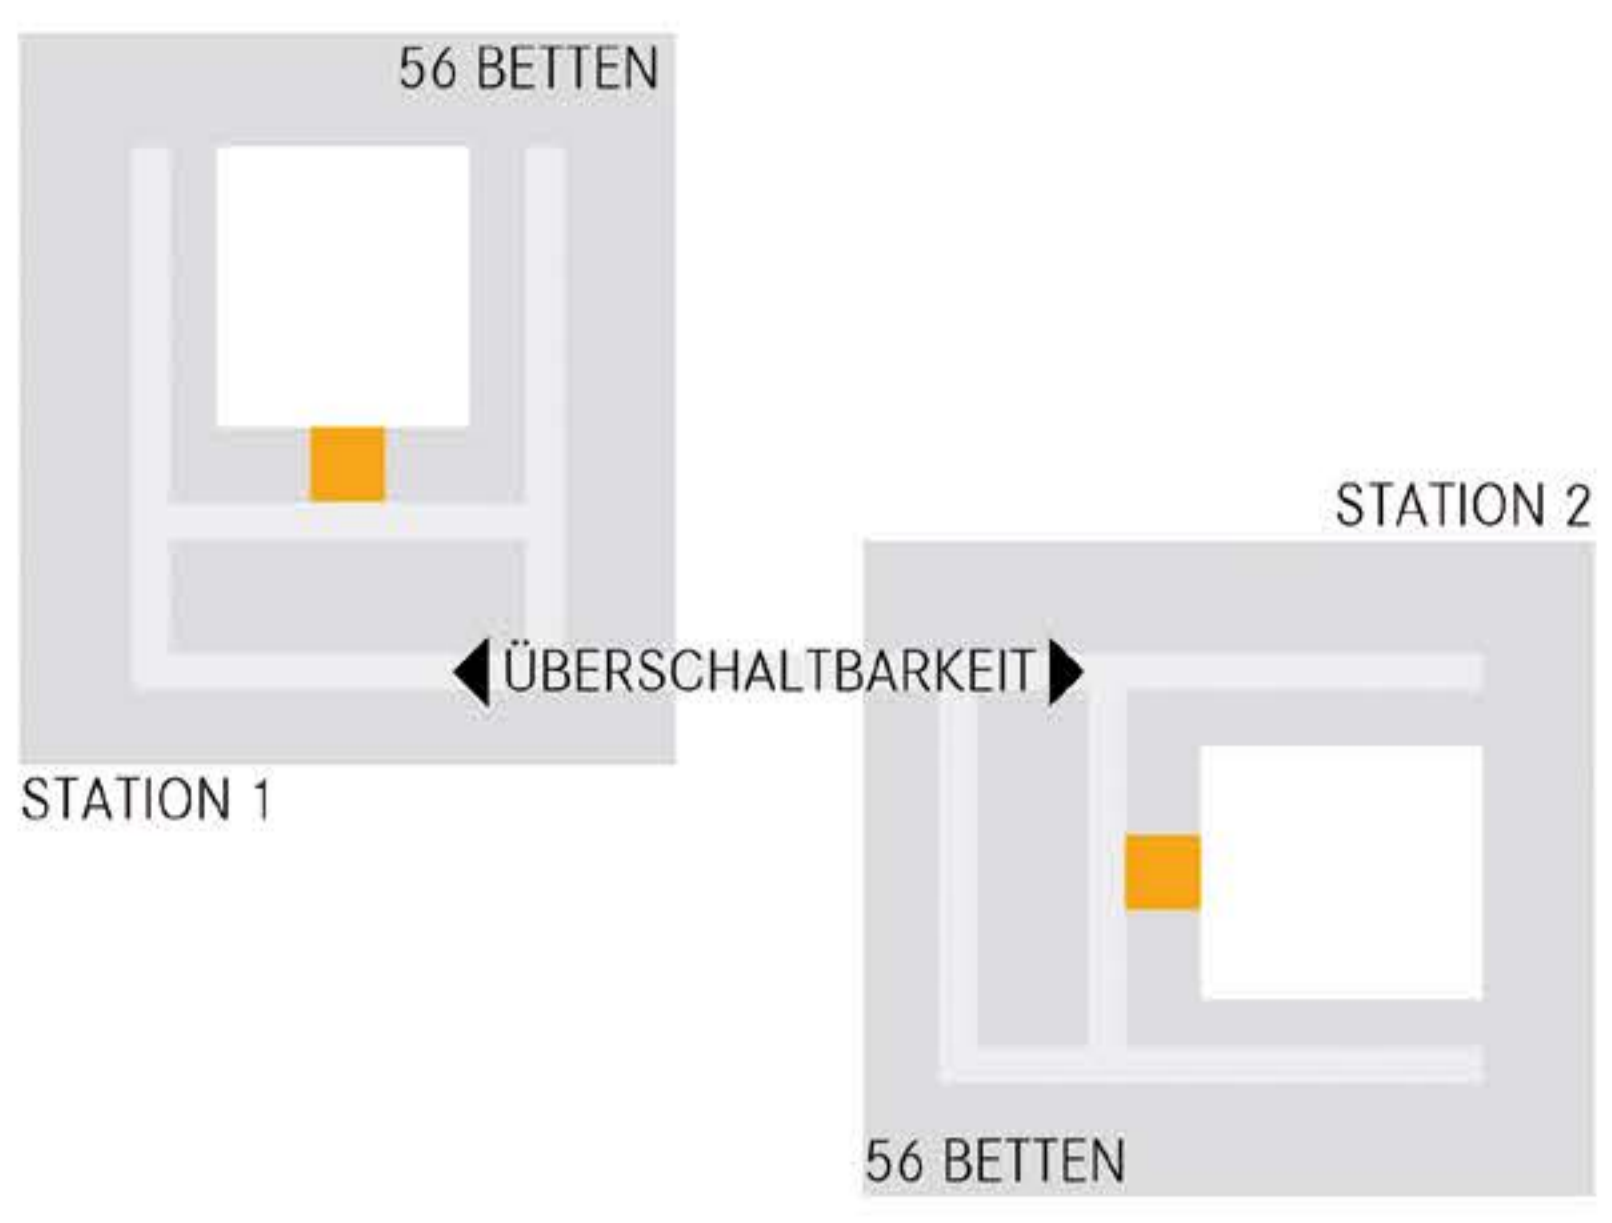 56 BETTEN
STATION 2
ÜBERSCHALTBARKEIT
STATION 1
56 BETTEN